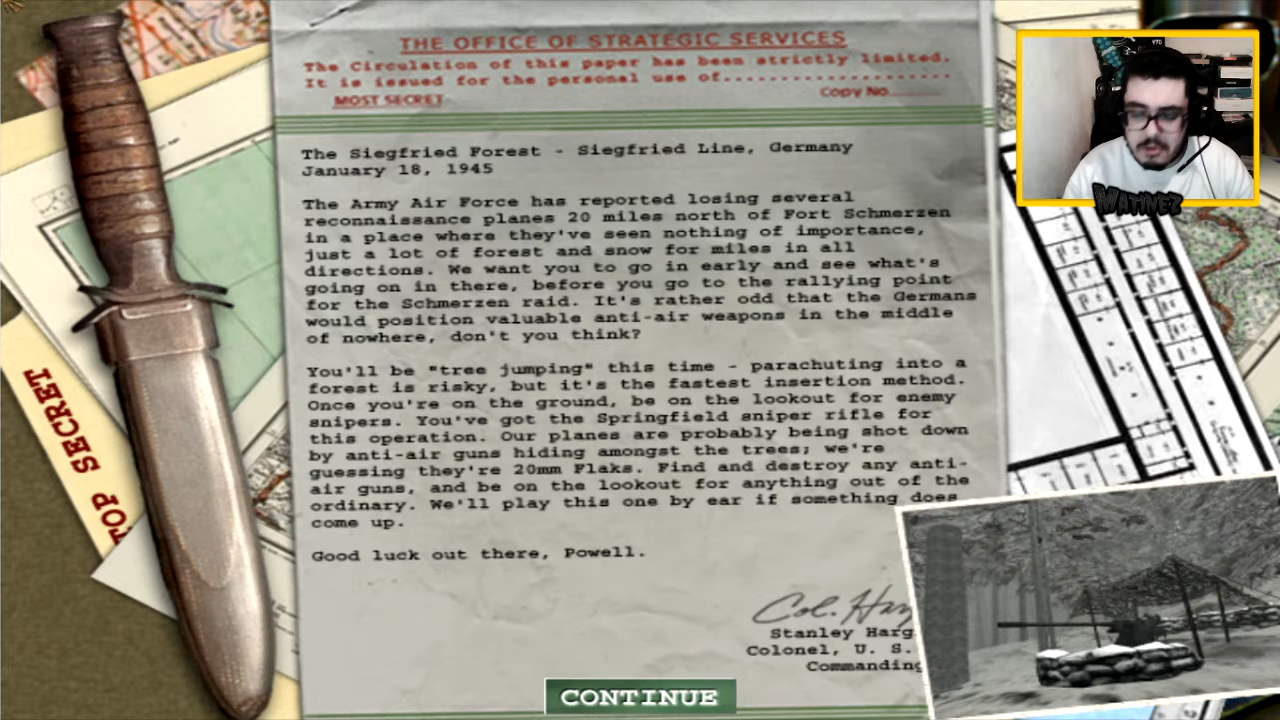 THE OFFICE OF STRATEGIC SERVICES
The Circulation of this paper has been strictly limited.
It is issued for the personal use of..............................
MOST SECRET
Copy No..........
The Siegfried Forest - Siegfried Line, Germany
January 18, 1945
The Army Air Force has reported losing several
reconnaissance planes 20 miles north of Fort Schmerzen
in a place where they've seen nothing of importance,
just a lot of forest and snow for miles in all
directions. We want you to go in early and see what's
going on in there, before you go to the rallying point
for the Schmerzen raid. It's rather odd that the Germans
would position valuable anti-air weapons in the middle
of nowhere, don't you think?
You'll be "tree jumping" this time - parachuting into a
forest is risky, but it's the fastest insertion method.
Once you're on the ground, be on the lookout for enemy
snipers. You've got the Springfield sniper rifle for
this operation. Our planes are probably being shot down
by anti-air guns hiding amongst the trees; we're
guessing they're 20mm Flaks. Find and destroy any anti-
air guns, and be on the lookout for anything out of the
ordinary. We'll play this one by ear if something does
come up.
Good luck out there, Powell.
Col. Har
Stanley Harg
Colonel, U. S.
Commanding
CONTINUE
TOP SECRET
MATINEZ